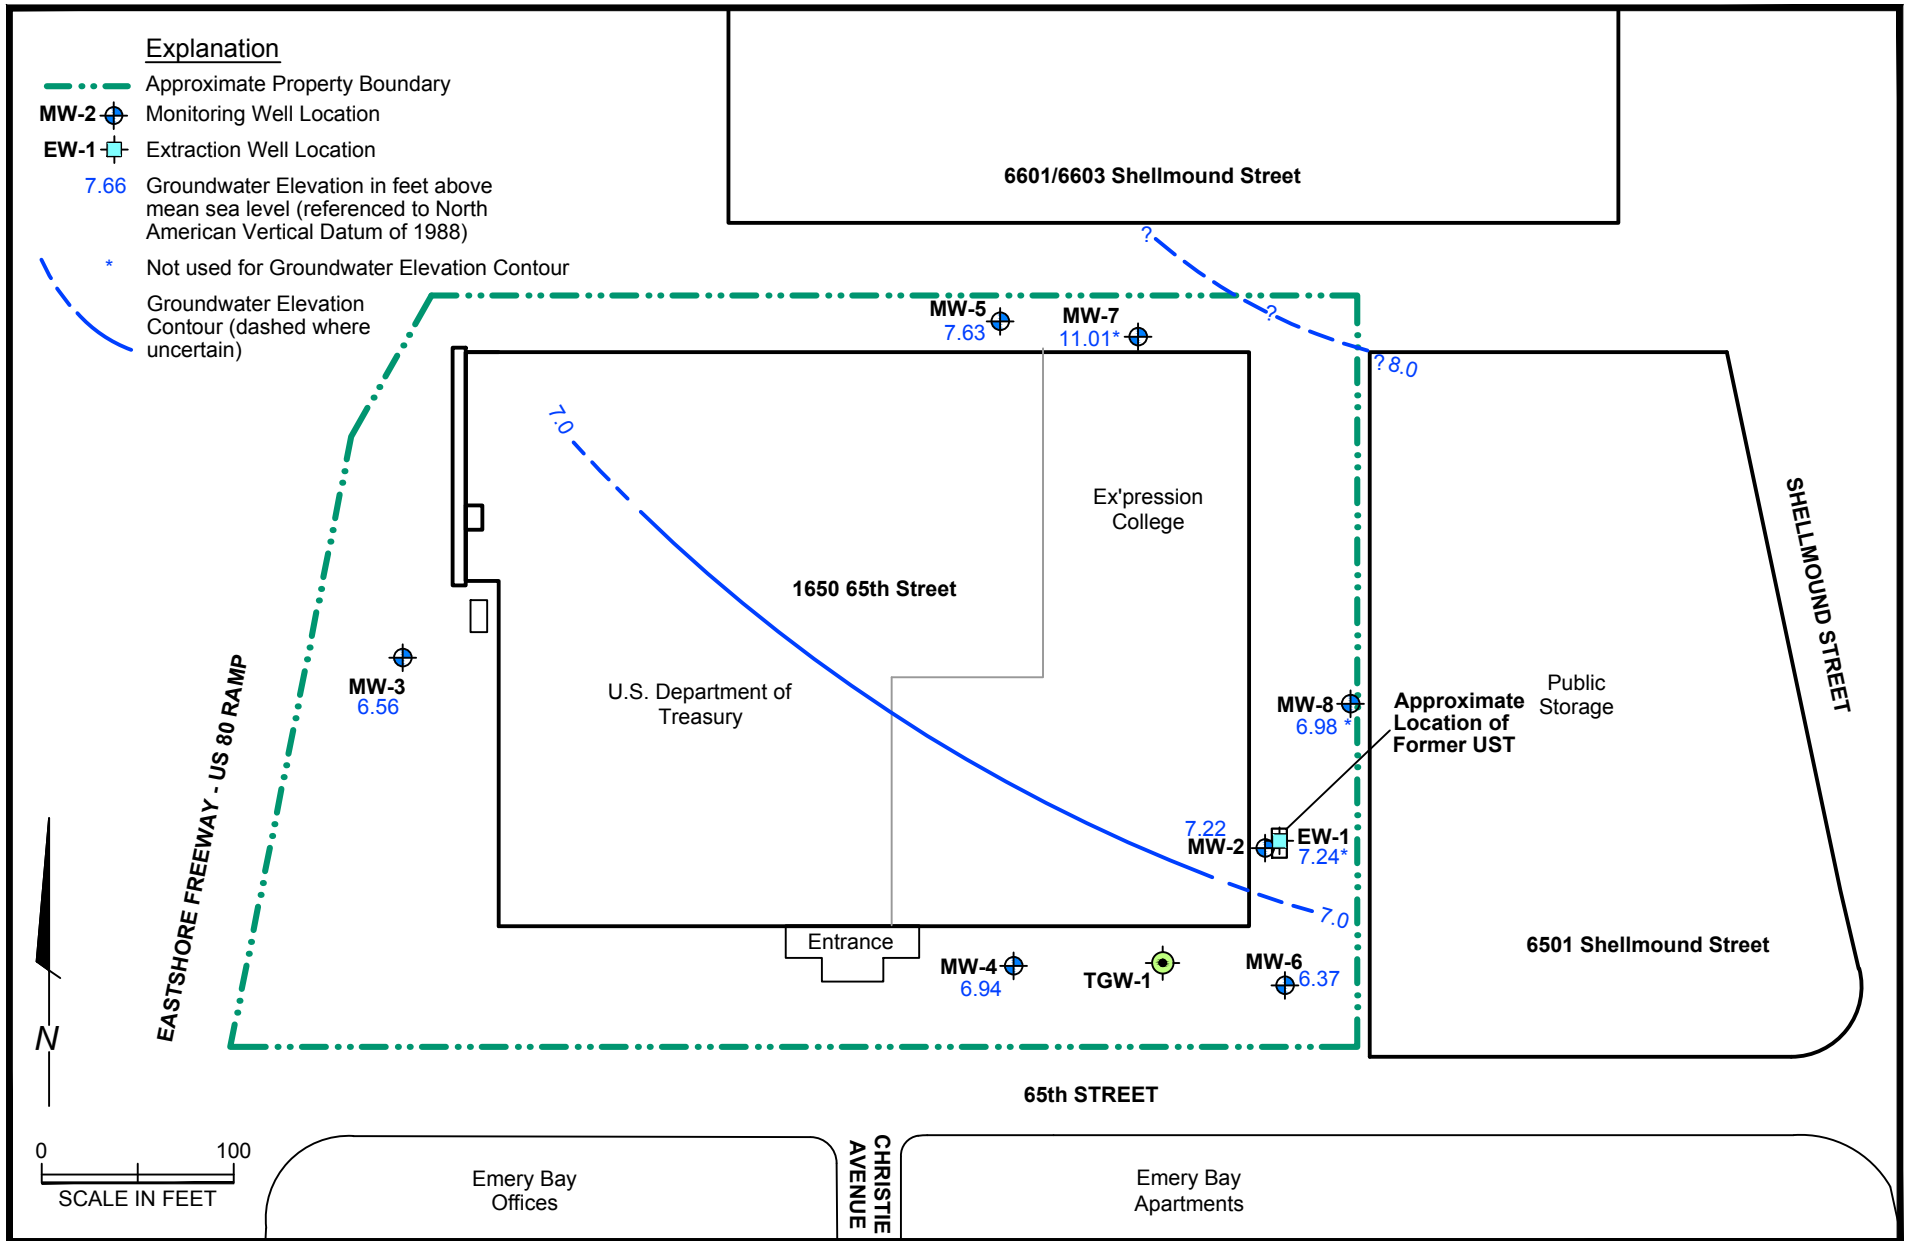 Explanation
Approximate Property Boundary
MW-2 Monitoring Well Location
EW-1 Extraction Well Location
7.66 Groundwater Elevation in feet above
mean sea level (referenced to North
American Vertical Datum of 1988)
* Not used for Groundwater Elevation Contour
Groundwater Elevation
Contour (dashed where
uncertain)
6601/6603 Shellmound Street
?
?
? 8.0
MW-5
7.63
MW-7
11.01*
7.0
Ex'pression
College
1650 65th Street
U.S. Department of
Treasury
MW-3
6.56
EASTSHORE FREEWAY - US 80 RAMP
SHELLMOUND STREET
MW-8
6.98 *
Approximate
Location of
Former UST
Public
Storage
7.22
MW-2
EW-1
7.24*
7.0
6501 Shellmound Street
Entrance
MW-4
6.94
TGW-1
MW-6
6.37
N
65th STREET
0 100
SCALE IN FEET
Emery Bay
Offices
CHRISTIE
AVENUE
Emery Bay
Apartments